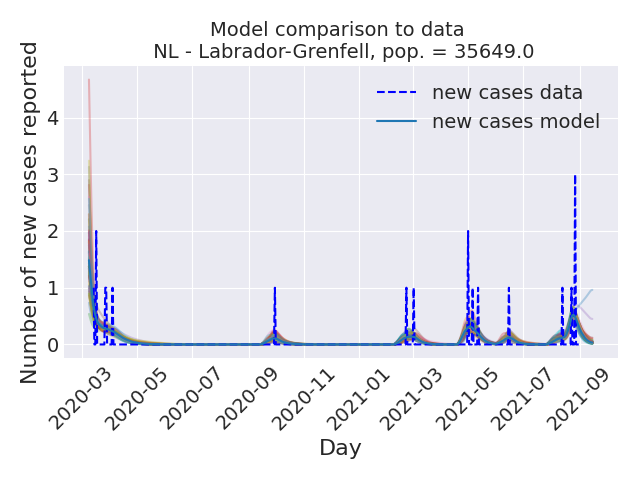 Model comparison to data
NL - Labrador-Grenfell, pop. = 35649.0
Number of new cases reported
4
3
2
1
0
new cases data
new cases model
2020-03
2020-05
2020-07
2020-09
2020-11
2021-01
2021-03
2021-05
2021-07
2021-09
Day